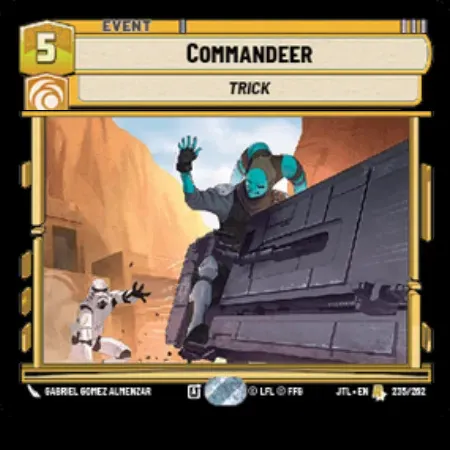 EVENT
5
COMMANDEER
TRICK
GABRIEL GOMEZ ALMENZAR
A
© LFL © FFG
JTL • EN
235/262